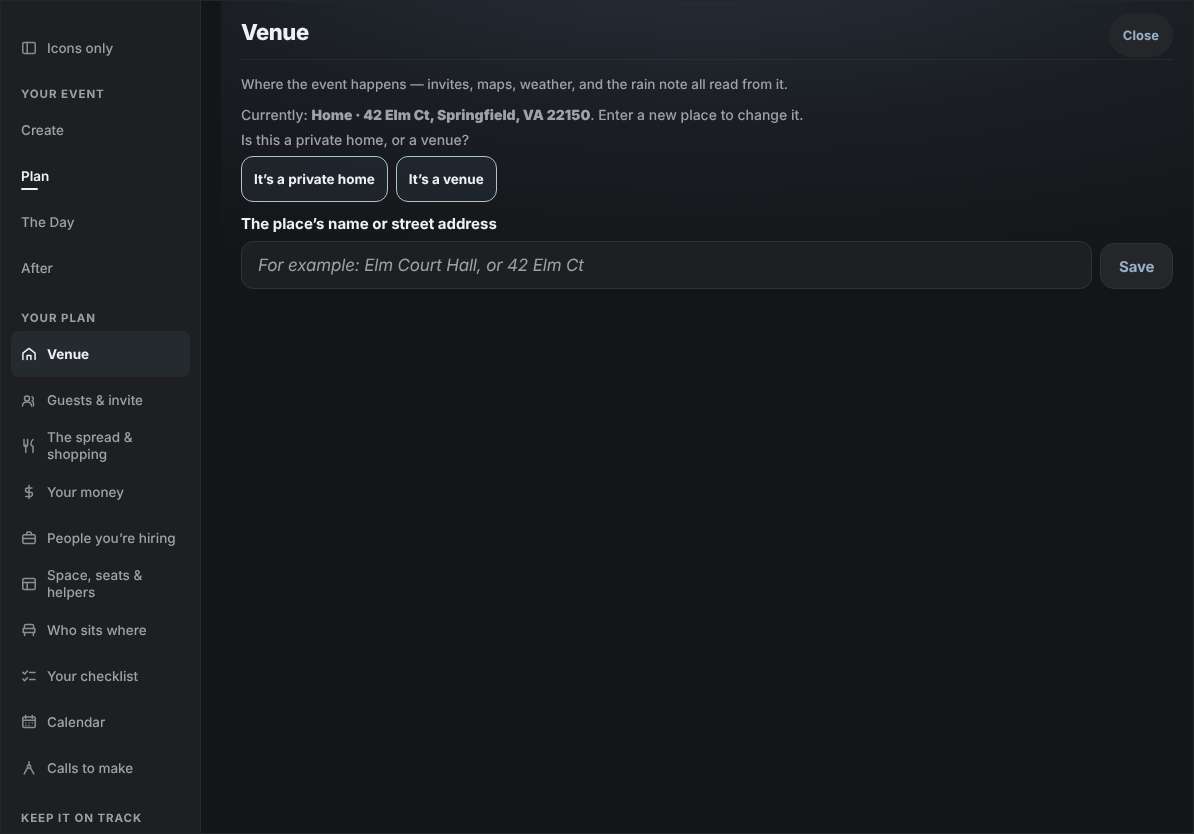 Icons only
YOUR EVENT
Create
Plan
The Day
After
YOUR PLAN
Venue
Guests & invite
The spread &
shopping
Your money
People you’re hiring
Space, seats &
helpers
Who sits where
Your checklist
Calendar
Calls to make
KEEP IT ON TRACK
Venue
Close
Where the event happens — invites, maps, weather, and the rain note all read from it.
Currently: Home · 42 Elm Ct, Springfield, VA 22150. Enter a new place to change it.
Is this a private home, or a venue?
It’s a private home
It’s a venue
The place’s name or street address
For example: Elm Court Hall, or 42 Elm Ct
Save